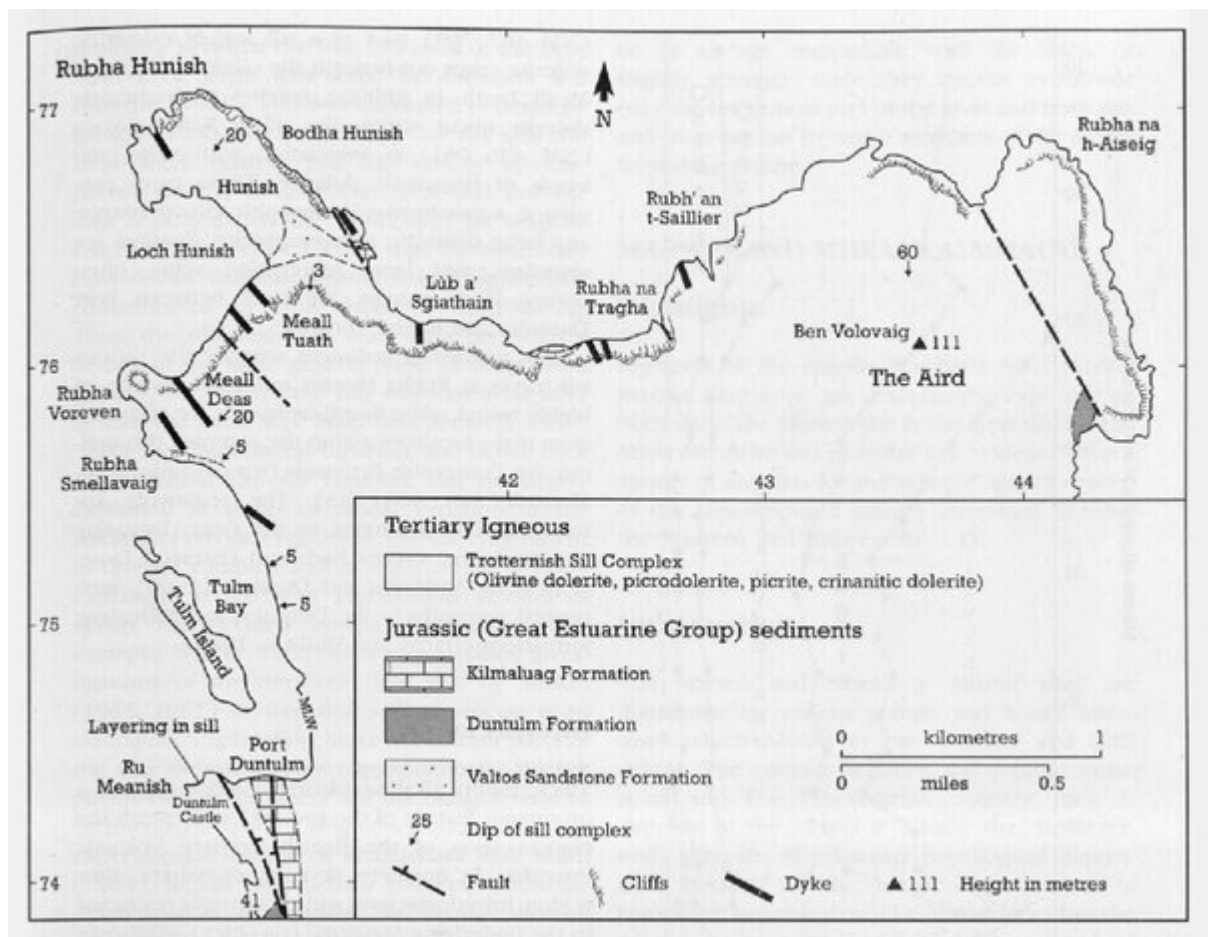 Rubha Hunish
77
20
Bodha Hunish
N
Rubha na
h-Aiseig
Hunish
Rubh' an
t-Saillier
Loch Hunish
3
60
Lùb a'
Sgiathain
Rubha na
Tragha
Meall
Tuath
Ben Volovaig
111
76
The Aird
Rubha
Voreven
Meall
Deas
20
5
Rubha
Smellavaig
42
43
44
Tertiary Igneous
5
Trotternish Sill Complex
(Olivine dolerite, picrodolerite, picrite, crinanitic dolerite)
Tulm
Bay
5
75
Tulm Island
Jurassic (Great Estuarine Group) sediments
Kilmaluag Formation
MLW
Layering in sill
Duntulm Formation
0 kilometres 1
Port
Duntulm
Ru
Meanish
Valtos Sandstone Formation
0 miles 0.5
Duntulm
Castle
28
Dip of sill complex
74
41
Fault
Cliffs
Dyke
111 Height in metres